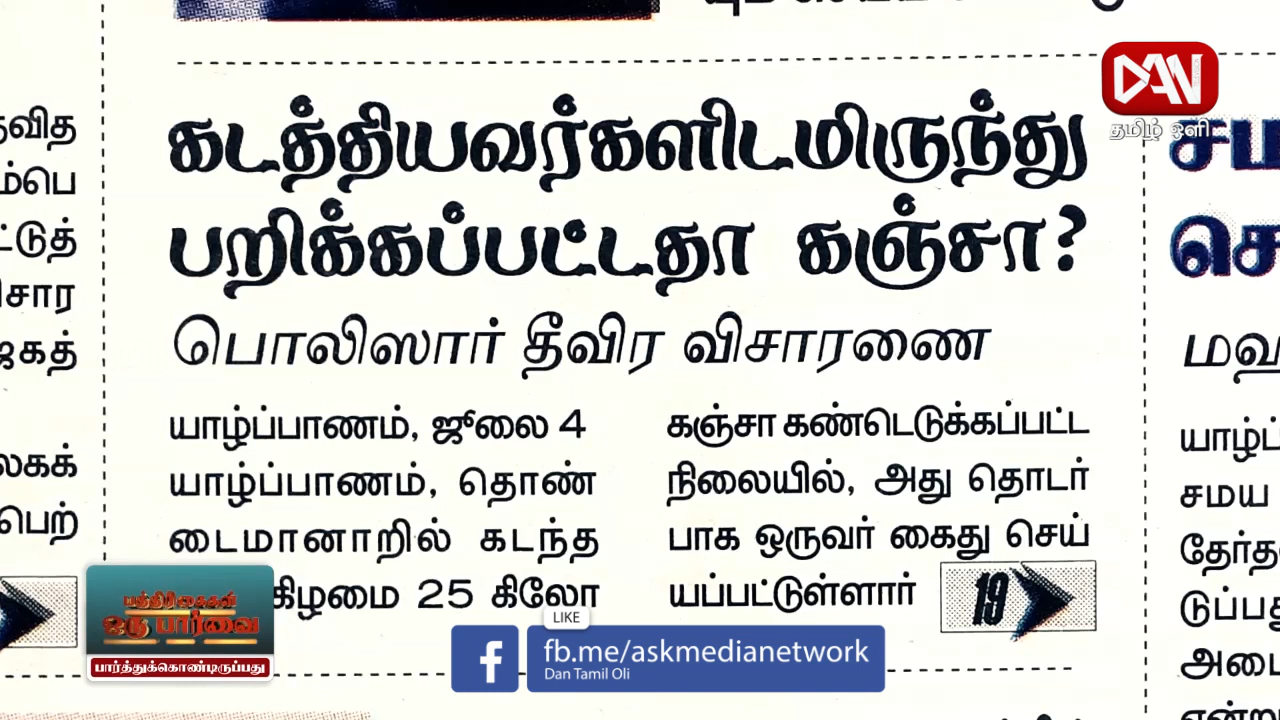 கடத்தியவர்களிடமிருந்து
பறிக்கப்பட்டதா கஞ்சா?
பொலிஸார் தீவிர விசாரணை
யாழ்ப்பாணம், ஜூலை 4
யாழ்ப்பாணம், தொண்
டைமானாறில் கடந்த
கிழமை 25 கிலோ
கஞ்சா கண்டெடுக்கப்பட்ட
நிலையில், அது தொடர்
பாக ஒருவர் கைது செய்
யப்பட்டுள்ளார்
19
DAN
தமிழ் ஒளி
யாழ்ப்
சமய
பத்திரிகைகள்
ஒரு பார்வை
பார்த்துக்கொண்டிருப்பது
LIKE
f fb.me/askmedianetwork
Dan Tamil Oli